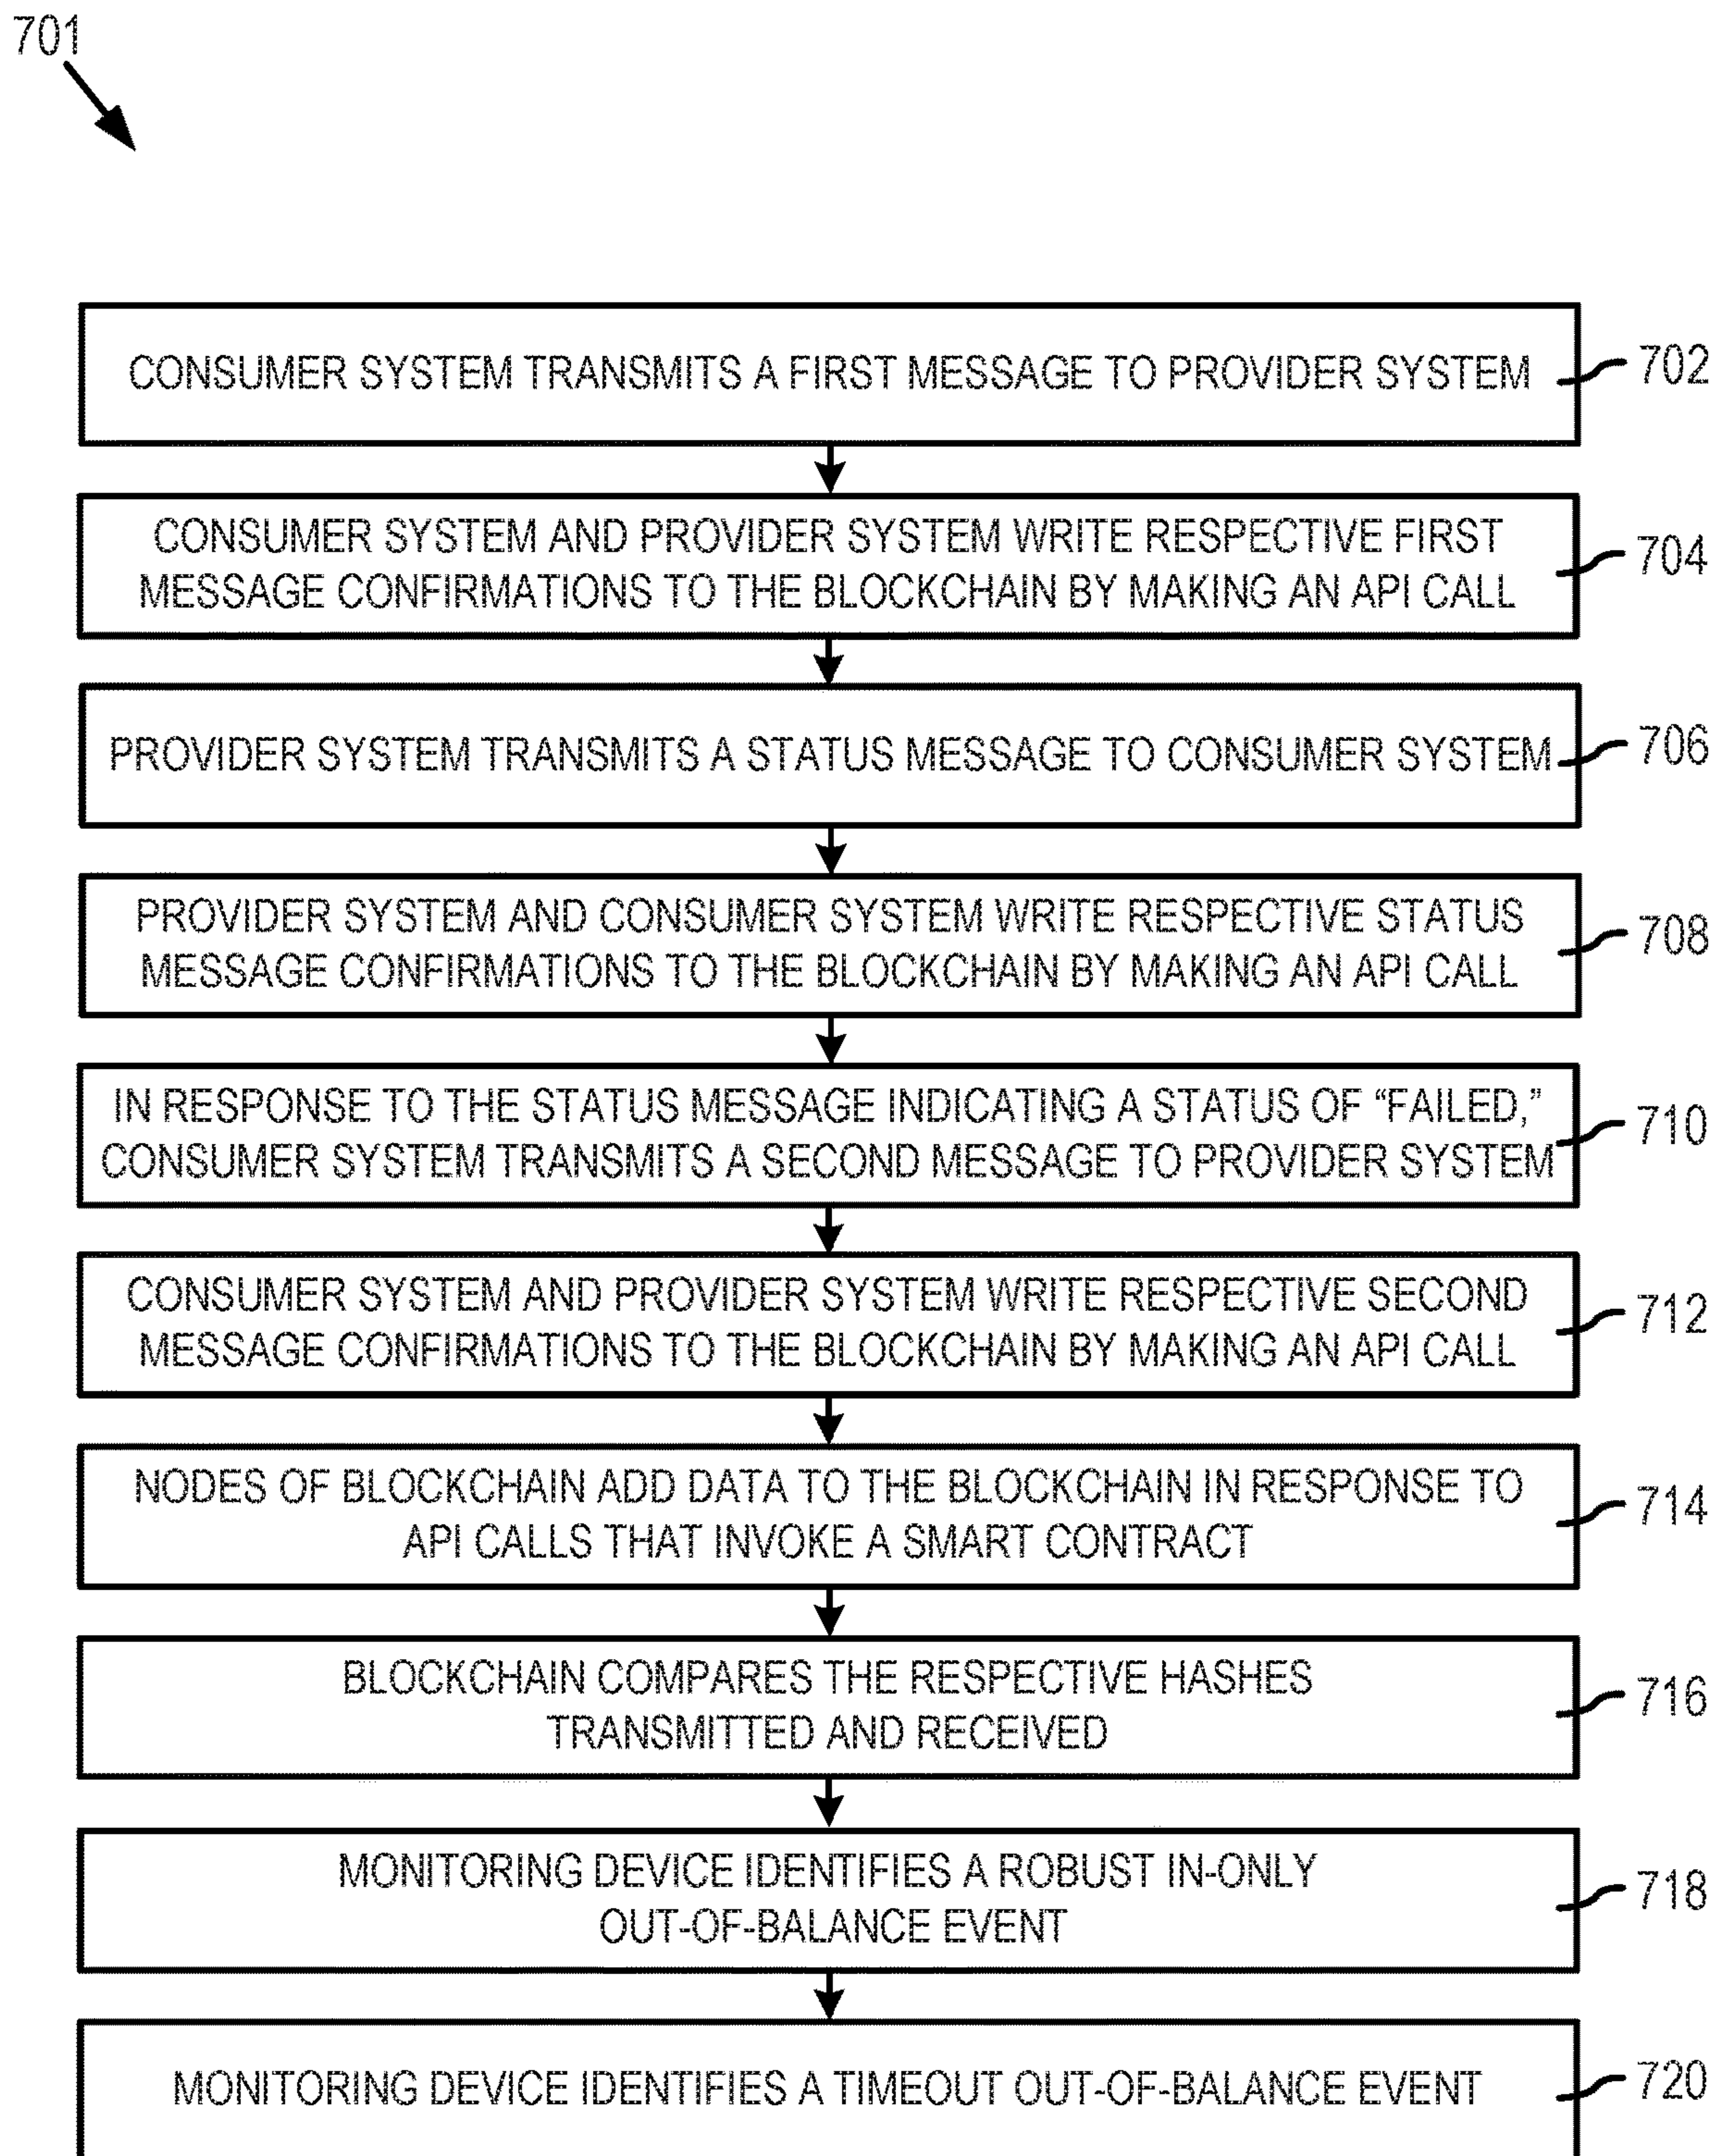 701
CONSUMER SYSTEM TRANSMITS A FIRST MESSAGE TO PROVIDER SYSTEM
702
CONSUMER SYSTEM AND PROVIDER SYSTEM WRITE RESPECTIVE FIRST
MESSAGE CONFIRMATIONS TO THE BLOCKCHAIN BY MAKING AN API CALL
704
PROVIDER SYSTEM TRANSMITS A STATUS MESSAGE TO CONSUMER SYSTEM
706
PROVIDER SYSTEM AND CONSUMER SYSTEM WRITE RESPECTIVE STATUS
MESSAGE CONFIRMATIONS TO THE BLOCKCHAIN BY MAKING AN API CALL
708
IN RESPONSE TO THE STATUS MESSAGE INDICATING A STATUS OF “FAILED,”
CONSUMER SYSTEM TRANSMITS A SECOND MESSAGE TO PROVIDER SYSTEM
710
CONSUMER SYSTEM AND PROVIDER SYSTEM WRITE RESPECTIVE SECOND
MESSAGE CONFIRMATIONS TO THE BLOCKCHAIN BY MAKING AN API CALL
712
NODES OF BLOCKCHAIN ADD DATA TO THE BLOCKCHAIN IN RESPONSE TO
API CALLS THAT INVOKE A SMART CONTRACT
714
BLOCKCHAIN COMPARES THE RESPECTIVE HASHES
TRANSMITTED AND RECEIVED
716
MONITORING DEVICE IDENTIFIES A ROBUST IN-ONLY
OUT-OF-BALANCE EVENT
718
MONITORING DEVICE IDENTIFIES A TIMEOUT OUT-OF-BALANCE EVENT
720